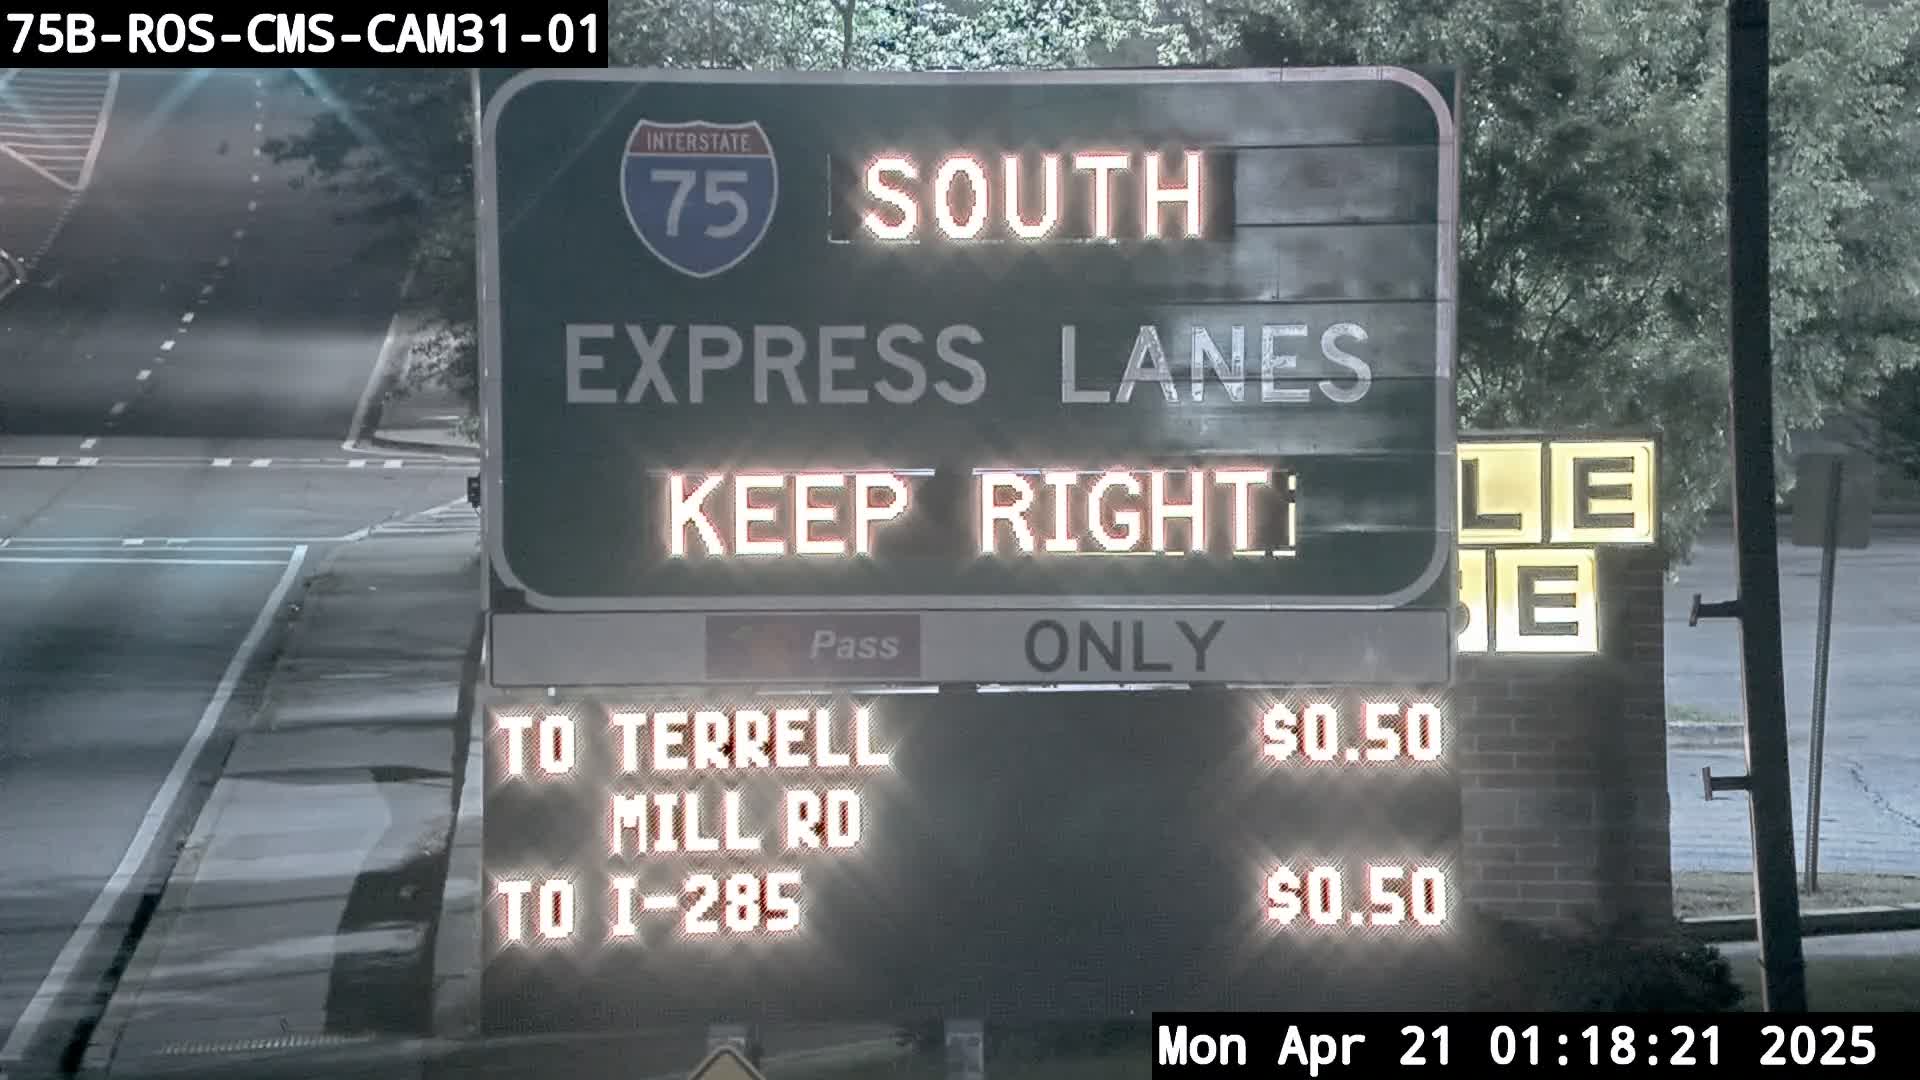 75B-ROS-CMS-CAM31-01
INTERSTATE
75
SOUTH
EXPRESS LANES
KEEP RIGHT
Pass ONLY
TO TERRELL $0.50
MILL RD
TO I-285 $0.50
LE
E
Mon Apr 21 01:18:21 2025